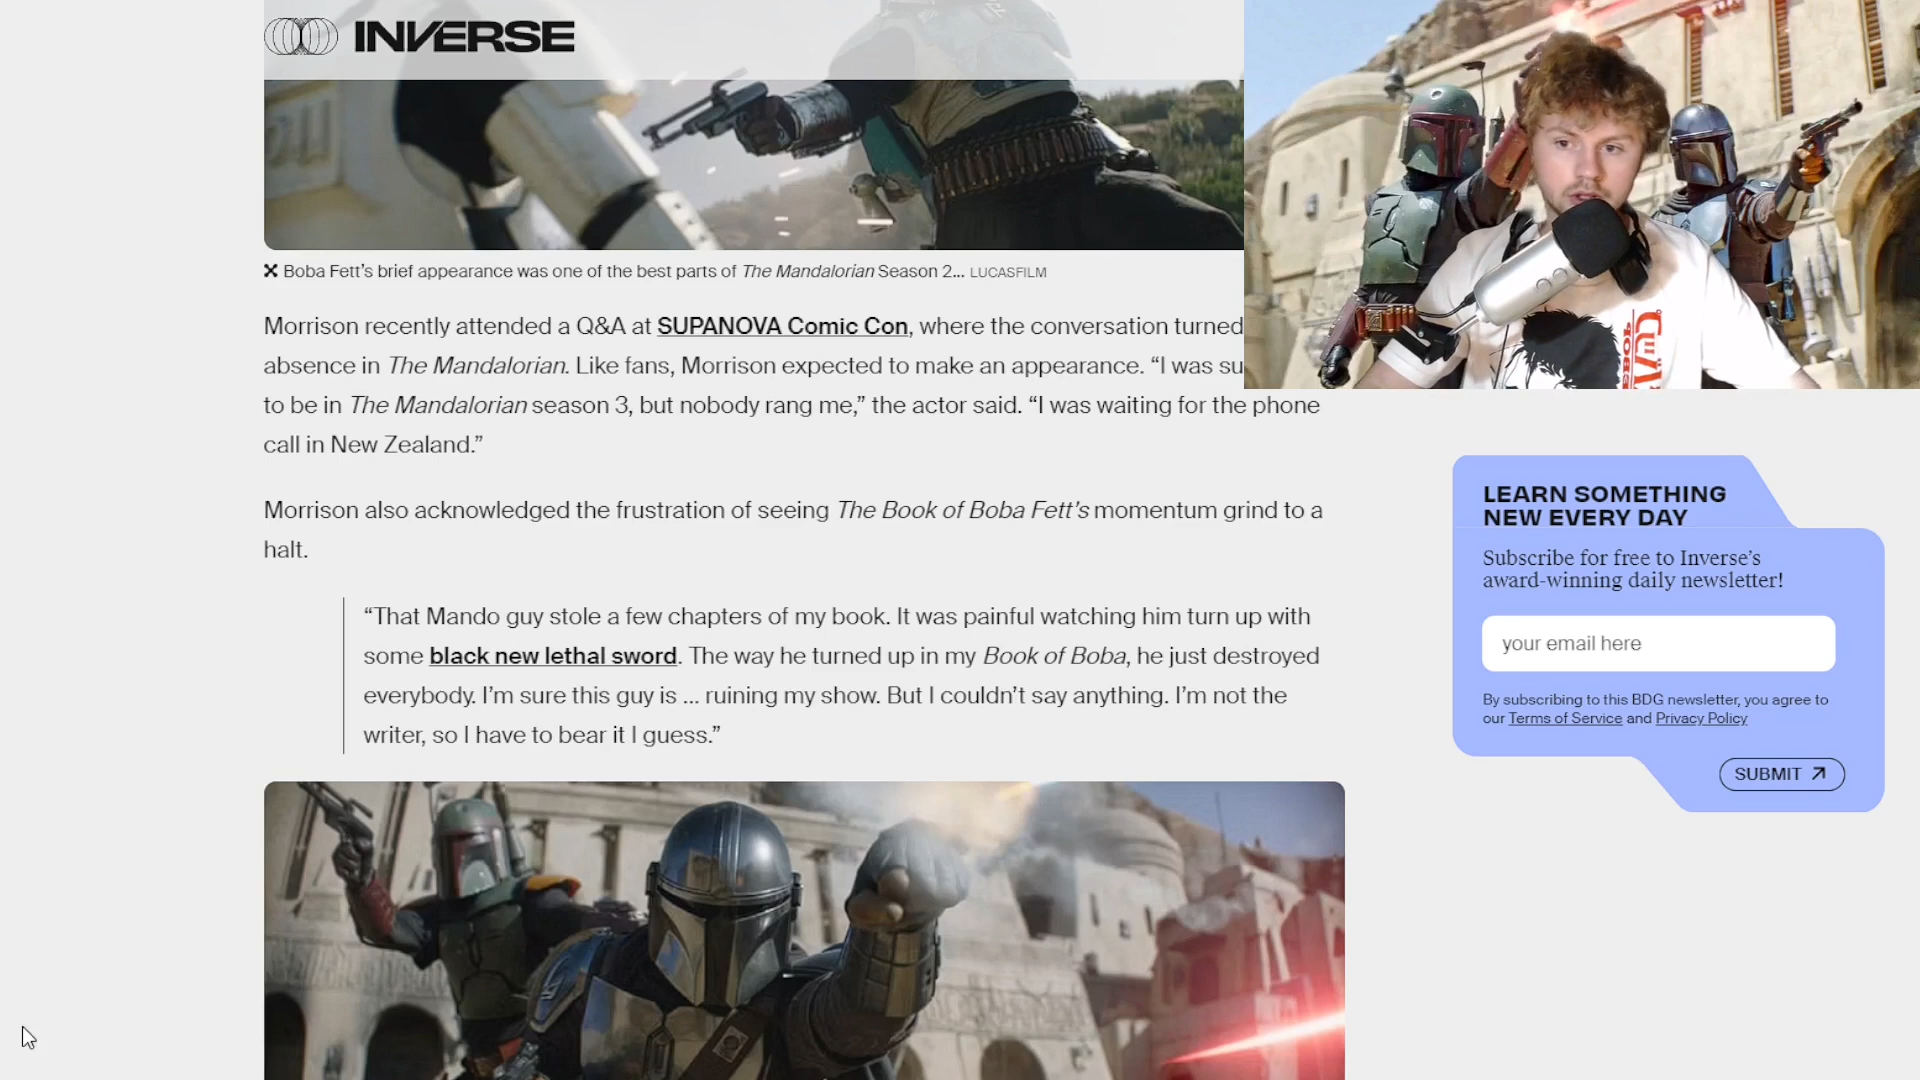 INVERSE
Boba Fett’s brief appearance was one of the best parts of The Mandalorian Season 2... LUCASFILM
Morrison recently attended a Q&A at SUPANOVA Comic Con, where the conversation turned
absence in The Mandalorian. Like fans, Morrison expected to make an appearance. “I was su
to be in The Mandalorian season 3, but nobody rang me,” the actor said. “I was waiting for the phone
call in New Zealand.”
Morrison also acknowledged the frustration of seeing The Book of Boba Fett’s momentum grind to a
halt.
“That Mando guy stole a few chapters of my book. It was painful watching him turn up with
some black new lethal sword. The way he turned up in my Book of Boba, he just destroyed
everybody. I’m sure this guy is ... ruining my show. But I couldn’t say anything. I’m not the
writer, so I have to bear it I guess.”
LEARN SOMETHING
NEW EVERY DAY
Subscribe for free to Inverse’s
award-winning daily newsletter!
your email here
By subscribing to this BDG newsletter, you agree to
our Terms of Service and Privacy Policy
SUBMIT